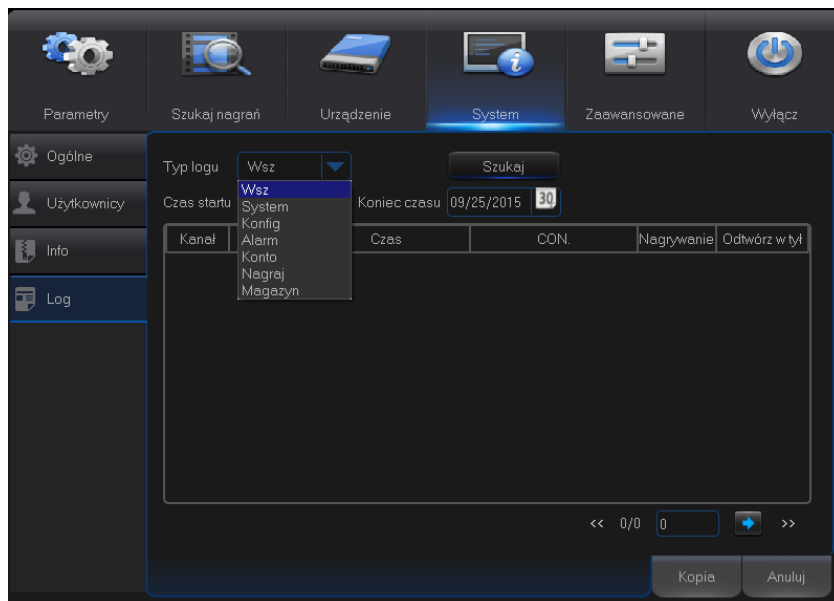 Parametry
Szukaj nagrań
Urządzenie
System
Zaawansowane
Wyłącz
Ogólne
Użytkownicy
Info
Log
Typ logu
Wsz
Szukaj
Wsz
System
Konfig
Alarm
Konto
Nagraj
Magazyn
Czas startu
Koniec czasu
09/25/2015
30
Kanał
Czas
CON.
Nagrywanie
Odtwórz w tył
<< 0/0 0 >>
Kopia
Anuluj